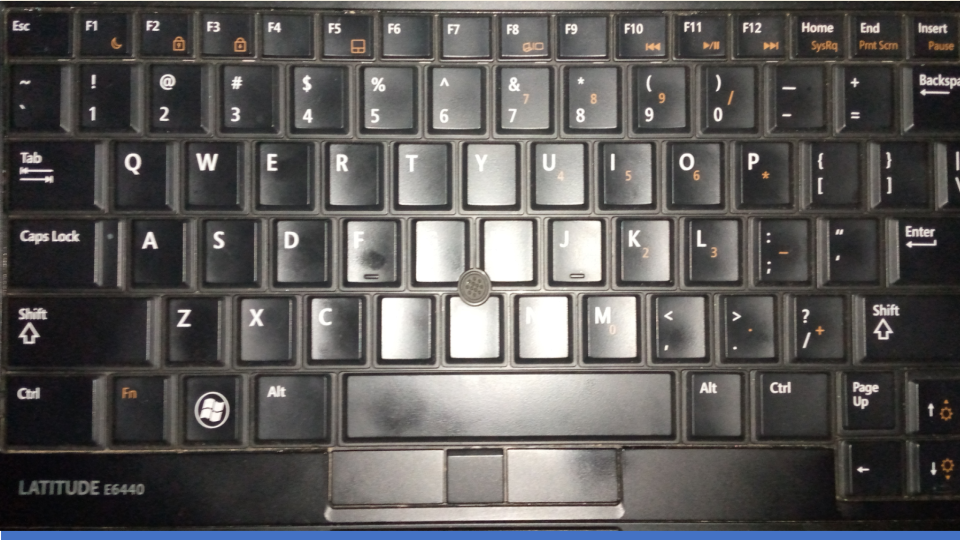 Esc F1 F2 F3 F4 F5 F6 F7 F8 F9 F10 F11 F12 Home End Insert
SysRq Prnt Scrn Pause
~ ! @ # $ % ^ & * ( ) — + Backspa
` 1 2 3 4 5 6 7 7 8 8 9 9 0 / - =
Tab Q W E R T Y U 4 I 5 O 6 P * { [ } ] | \
Caps Lock A S D F J K 2 L 3 : ; - " ' Enter
Shift Z X C N M 0 < , > . . ? / + Shift
Ctrl Fn Alt Alt Ctrl Page Up ↑
← ↓
LATITUDE E6440